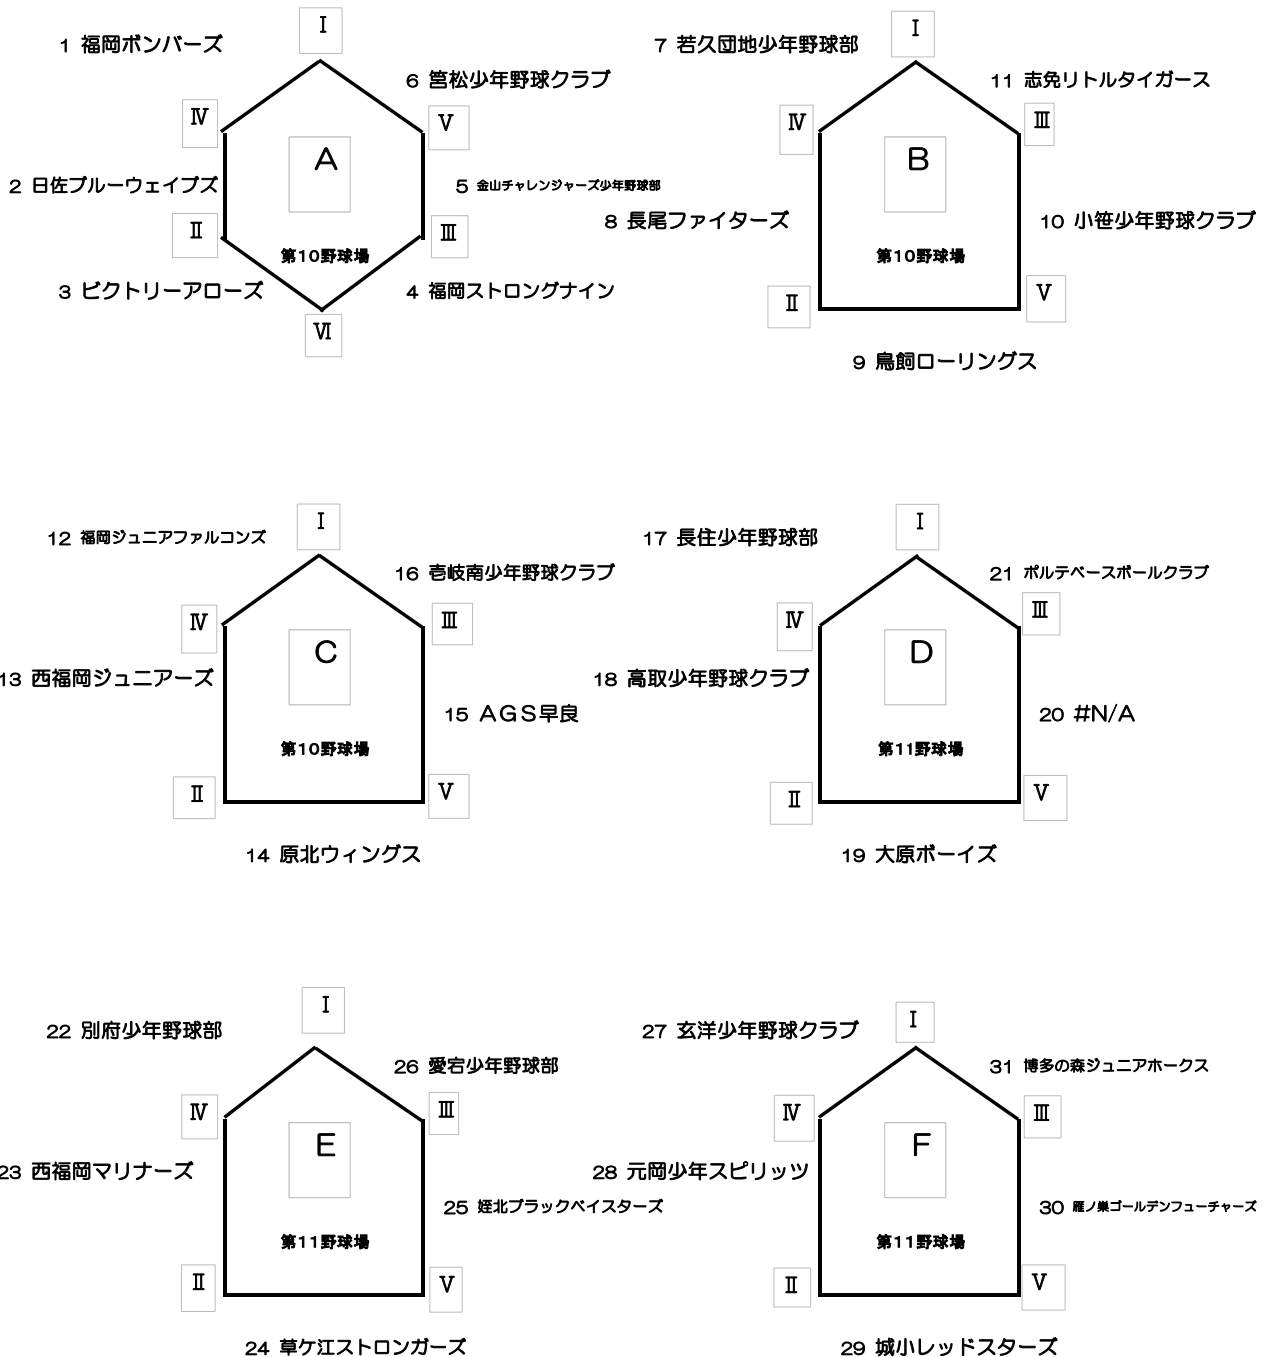 Ⅰ
1 福岡ボンバーズ
6 筥松少年野球クラブ
Ⅳ
Ⅴ
A
2 日佐ブルーウェイブズ
5 金山チャレンジャーズ少年野球部
Ⅱ
Ⅲ
第10野球場
3 ビクトリーアローズ
4 福岡ストロングナイン
Ⅵ
Ⅰ
7 若久団地少年野球部
11 志免リトルタイガース
Ⅳ
Ⅲ
B
8 長尾ファイターズ
10 小笹少年野球クラブ
第10野球場
Ⅱ
Ⅴ
9 鳥飼ローリングス
Ⅰ
12 福岡ジュニアファルコンズ
16 壱岐南少年野球クラブ
Ⅳ
Ⅲ
C
13 西福岡ジュニアーズ
15 AGS早良
第10野球場
Ⅱ
Ⅴ
14 原北ウィングス
Ⅰ
17 長住少年野球部
21 ポルテベースボールクラブ
Ⅳ
Ⅲ
D
18 高取少年野球クラブ
20 #N/A
第11野球場
Ⅱ
Ⅴ
19 大原ボーイズ
Ⅰ
22 別府少年野球部
26 愛宕少年野球部
Ⅳ
Ⅲ
E
23 西福岡マリナーズ
25 姪北ブラックベイスターズ
第11野球場
Ⅱ
Ⅴ
24 草ケ江ストロンガーズ
Ⅰ
27 玄洋少年野球クラブ
31 博多の森ジュニアホークス
Ⅳ
Ⅲ
F
28 元岡少年スピリッツ
30 雁ノ巣ゴールデンフューチャーズ
第11野球場
Ⅱ
Ⅴ
29 城小レッドスターズ